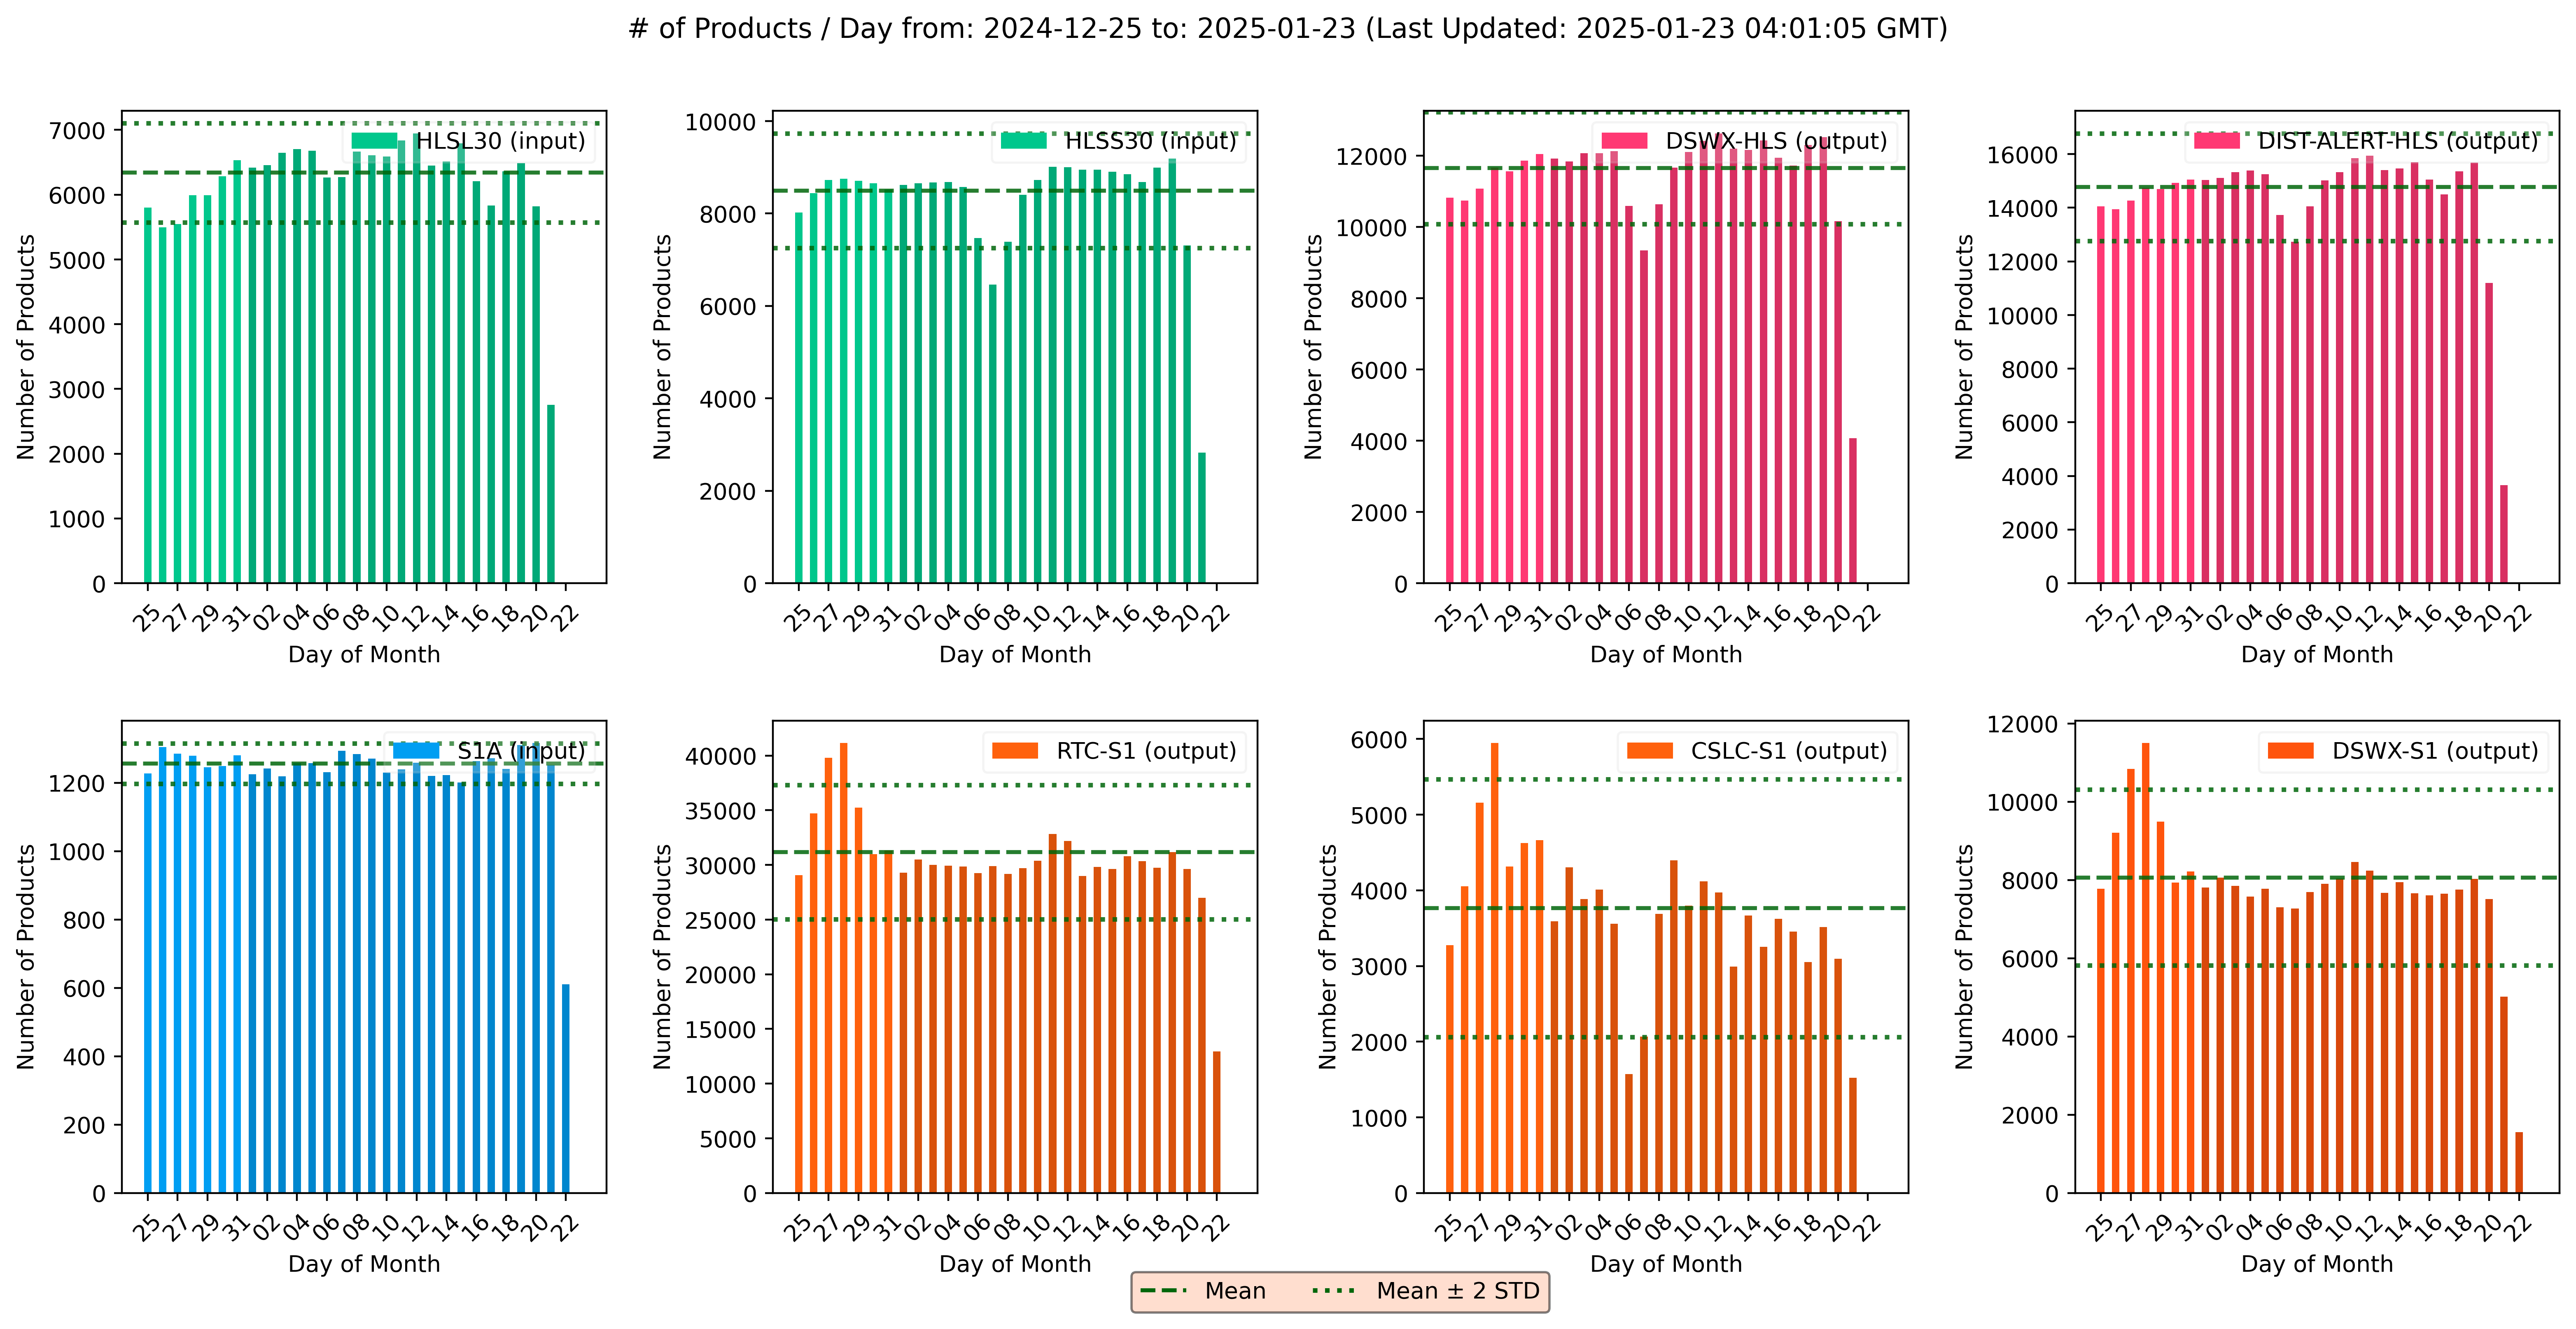 # of Products / Day from: 2024-12-25 to: 2025-01-23 (Last Updated: 2025-01-23 04:01:05 GMT)
HLSL30 (input)
Number of Products
7000
6000
5000
4000
3000
2000
1000
0
25 27 29 31 02 04 06 08 10 12 14 16 18 20 22
Day of Month
HLSS30 (input)
Number of Products
10000
8000
6000
4000
2000
0
25 27 29 31 02 04 06 08 10 12 14 16 18 20 22
Day of Month
DSWX-HLS (output)
Number of Products
12000
10000
8000
6000
4000
2000
0
25 27 29 31 02 04 06 08 10 12 14 16 18 20 22
Day of Month
DIST-ALERT-HLS (output)
Number of Products
16000
14000
12000
10000
8000
6000
4000
2000
0
25 27 29 31 02 04 06 08 10 12 14 16 18 20 22
Day of Month
S1A (input)
Number of Products
1200
1000
800
600
400
200
0
25 27 29 31 02 04 06 08 10 12 14 16 18 20 22
Day of Month
RTC-S1 (output)
Number of Products
40000
35000
30000
25000
20000
15000
10000
5000
0
25 27 29 31 02 04 06 08 10 12 14 16 18 20 22
Day of Month
CSLC-S1 (output)
Number of Products
6000
5000
4000
3000
2000
1000
0
25 27 29 31 02 04 06 08 10 12 14 16 18 20 22
Day of Month
DSWX-S1 (output)
Number of Products
12000
10000
8000
6000
4000
2000
0
25 27 29 31 02 04 06 08 10 12 14 16 18 20 22
Day of Month
Mean
Mean ± 2 STD